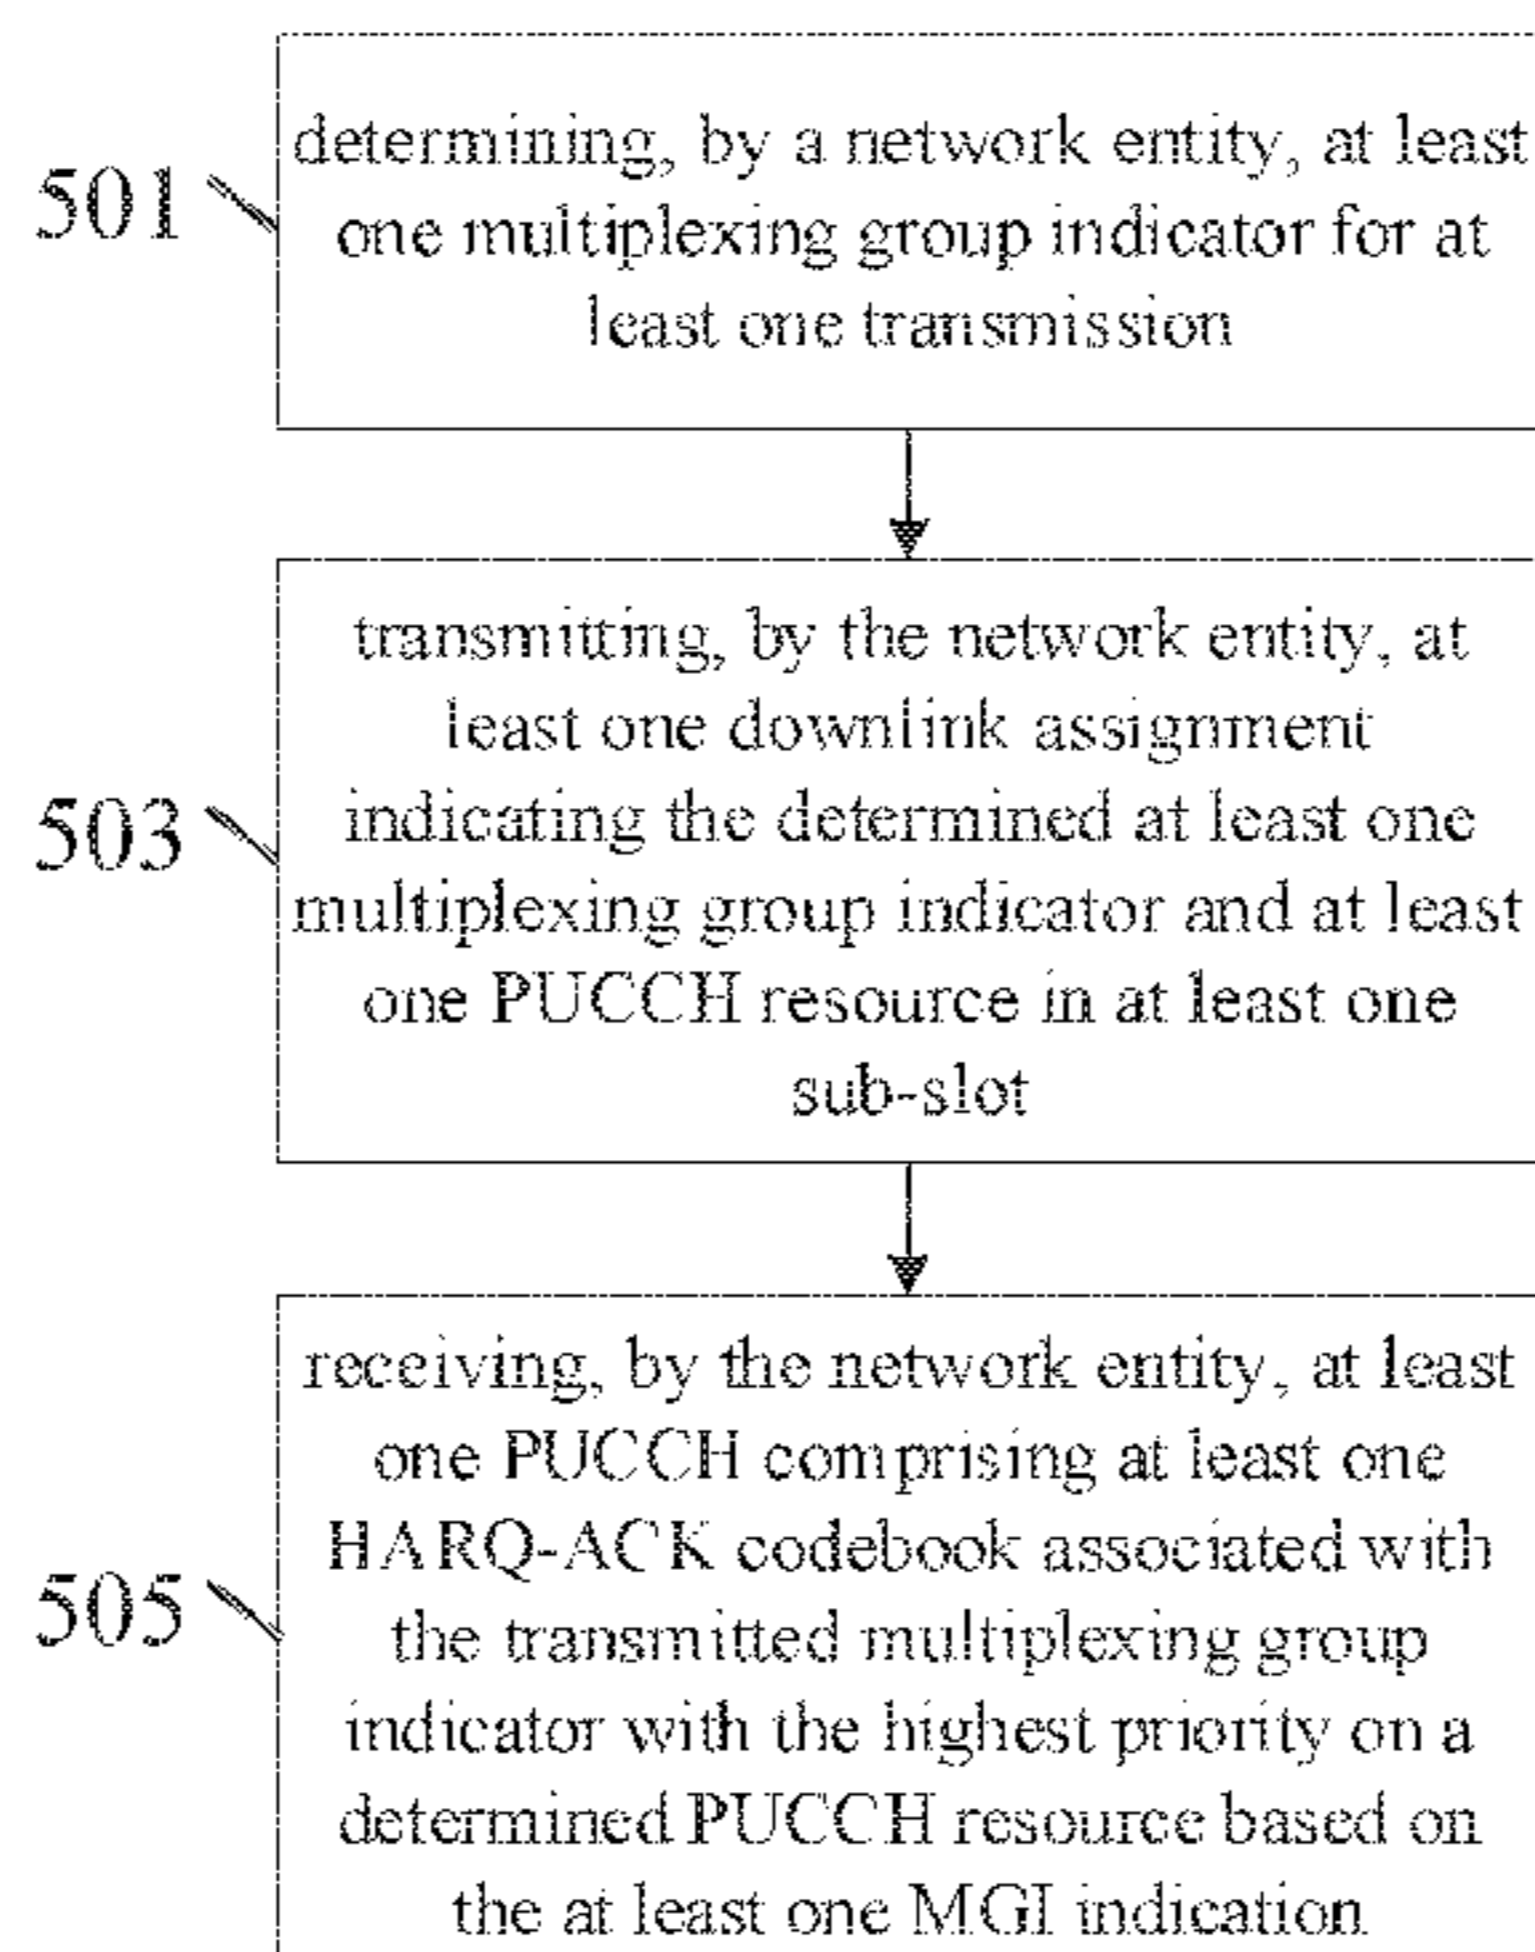 501
determining, by a network entity, at least
one multiplexing group indicator for at
least one transmission
503
transmitting, by the network entity, at
least one downlink assignment
indicating the determined at least one
multiplexing group indicator and at least
one PUCCH resource in at least one
sub-slot
505
receiving, by the network entity, at least
one PUCCH comprising at least one
HARQ-ACK codebook associated with
the transmitted multiplexing group
indicator with the highest priority on a
determined PUCCH resource based on
the at least one MGI indication